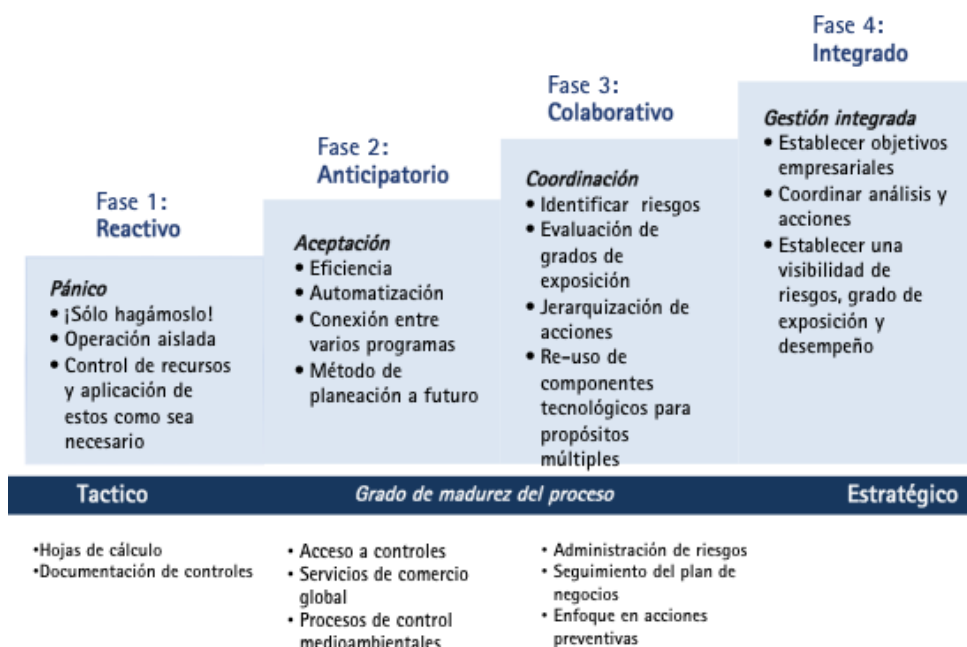 Fase 1:
Reactivo
Pánico
• ¡Sólo hagámoslo!
• Operación aislada
• Control de recursos
y aplicación de
estos como sea
necesario
Fase 2:
Anticipatorio
Aceptación
• Eficiencia
• Automatización
• Conexión entre
varios programas
• Método de
planeación a futuro
Fase 3:
Colaborativo
Coordinación
• Identificar riesgos
• Evaluación de
grados de
exposición
• Jerarquización de
acciones
• Re-uso de
componentes
tecnológicos para
propósitos
múltiples
Fase 4:
Integrado
Gestión integrada
• Establecer objetivos
empresariales
• Coordinar análisis y
acciones
• Establecer una
visibilidad de
riesgos, grado de
exposición y
desempeño
Tactico
Grado de madurez del proceso
Estratégico
•Hojas de cálculo
•Documentación de controles
• Acceso a controles
• Servicios de comercio
global
• Procesos de control
medioambientales
• Administración de riesgos
• Seguimiento del plan de
negocios
• Enfoque en acciones
preventivas